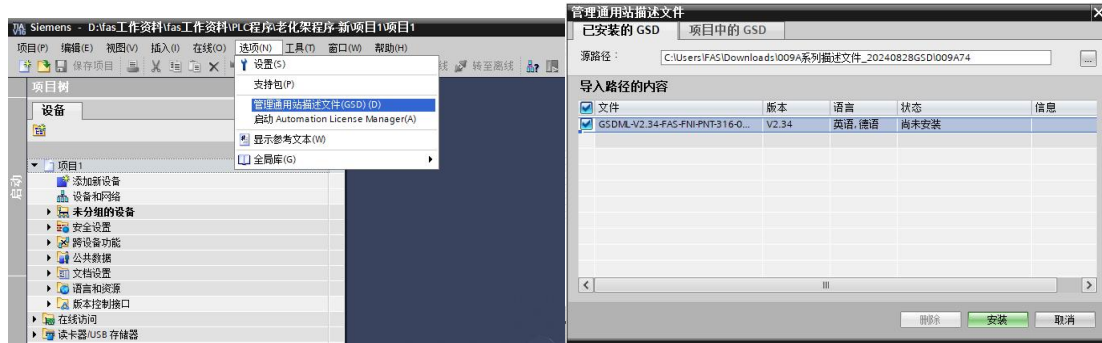 Siemens - D:\fas工作资料\fas工作资料\PLC程序\老化架程序-新\项目1\项目1
项目(P) 编辑(E) 视图(V) 插入(I) 在线(O) 选项(N) 工具(T) 窗口(W) 帮助(H)
保存项目
转至离线
设置(S)
支持包(P)
管理通用站描述文件(GSD) (D)
启动 Automation License Manager(A)
显示参考文本(W)
全局库(G)
项目树
设备
启动
项目1
添加新设备
设备和网络
未分组的设备
安全设置
跨设备功能
公共数据
文档设置
语言和资源
版本控制接口
在线访问
读卡器/USB 存储器
管理通用站描述文件
已安装的 GSD 项目中的 GSD
源路径： C:\Users\FAS\Downloads\009A系列描述文件_20240828GSD\009A74 ...
导入路径的内容
文件 版本 语言 状态 信息
GSDML-V2.34-FAS-FNI-PNT-316-0... V2.34 英语, 德语 尚未安装
删除 安装 取消